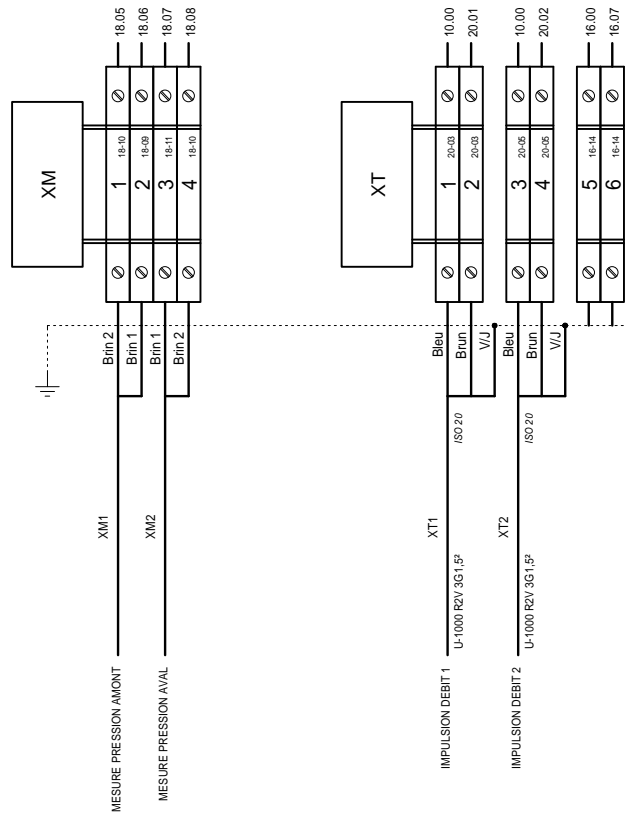 XM
1 18-10 18.05
2 18-09 18.06
3 18-11 18.07
4 18-10 18.08
Brin 2
Brin 1
Brin 1
Brin 2
XM1
XM2
MESURE PRESSION AMONT
MESURE PRESSION AVAL
XT
1 20-03 10.00
2 20-03 20.01
3 20-05 10.00
4 20-05 20.02
5 16-14 16.00
6 16-14 16.07
Bleu
Brun
V/J
Bleu
Brun
V/J
ISO 20
ISO 20
XT1
U-1000 R2V 3G1,5²
XT2
U-1000 R2V 3G1,5²
IMPULSION DEBIT 1
IMPULSION DEBIT 2